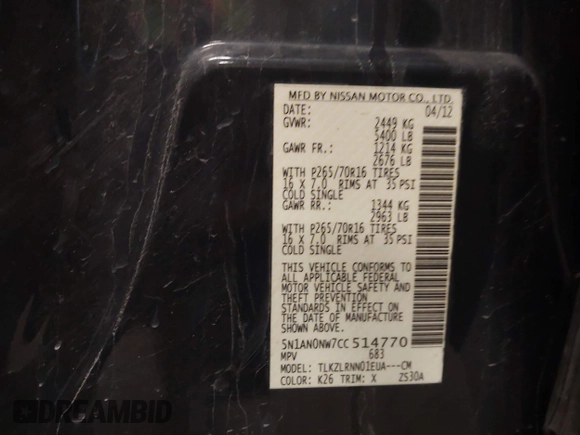 MFD BY NISSAN MOTOR CO., LTD.
DATE: 04/12
GVWR: 2449 KG
5400 LB
GAWR FR.: 1214 KG
2676 LB
WITH P265/70R16 TIRES
16 X 7.0 RIMS AT 35 PSI
COLD SINGLE
GAWR RR.: 1344 KG
2963 LB
WITH P265/70R16 TIRES
16 X 7.0 RIMS AT 35 PSI
COLD SINGLE
THIS VEHICLE CONFORMS TO
ALL APPLICABLE FEDERAL
MOTOR VEHICLE SAFETY AND
THEFT PREVENTION
STANDARDS IN EFFECT ON
THE DATE OF MANUFACTURE
SHOWN ABOVE.
5N1AN0NW7CC514770
MPV 683
MODEL: TLKZLRNN01EUA---CM
COLOR: K26 TRIM: X ZS30A
DREAMBID